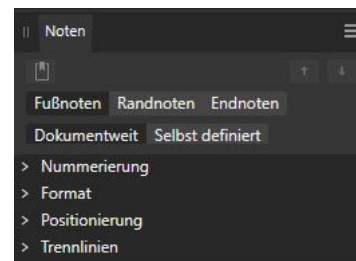 Noten
Fußnoten Randnoten Endnoten
Dokumentweit Selbst definiert
> Nummerierung
> Format
> Positionierung
> Trennlinien